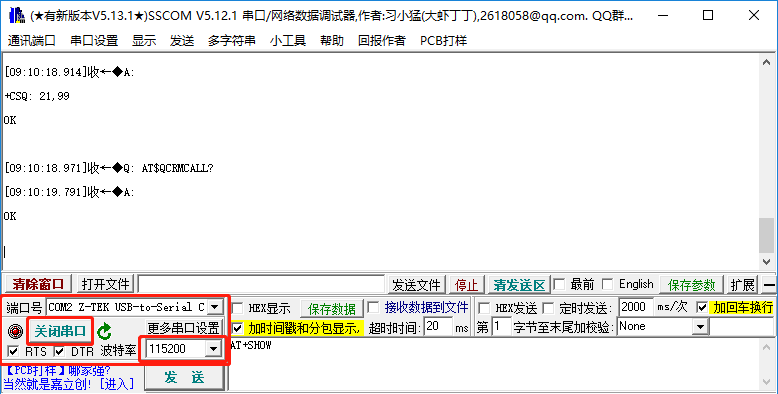 (★有新版本V5.13.1★)SSCOM V5.12.1 串口/网络数据调试器,作者:习小猛(大虾丁丁),2618058@qq.com. QQ群...
通讯端口 串口设置 显示 发送 多字符串 小工具 帮助 回报作者 PCB打样
[09:10:18.914]收←◆A:
+CSQ: 21,99
OK
[09:10:18.971]收←◆Q: AT$QCRMCALL?
[09:10:19.791]收←◆A:
OK
清除窗口 打开文件 发送文件 停止 清发送区 最前 English 保存参数 扩展 —
端口号 COM2 Z-TEK USB-to-Serial C HEX显示 保存数据 接收数据到文件 HEX发送 定时发送: 2000 ms/次 加回车换行
关闭串口 更多串口设置 加时间戳和分包显示, 超时时间: 20 ms 第 1 字节至末尾加校验: None
RTS DTR 波特率 115200 AT+SHOW
【PCB打样】哪家强?
当然就是嘉立创! [进入] 发 送